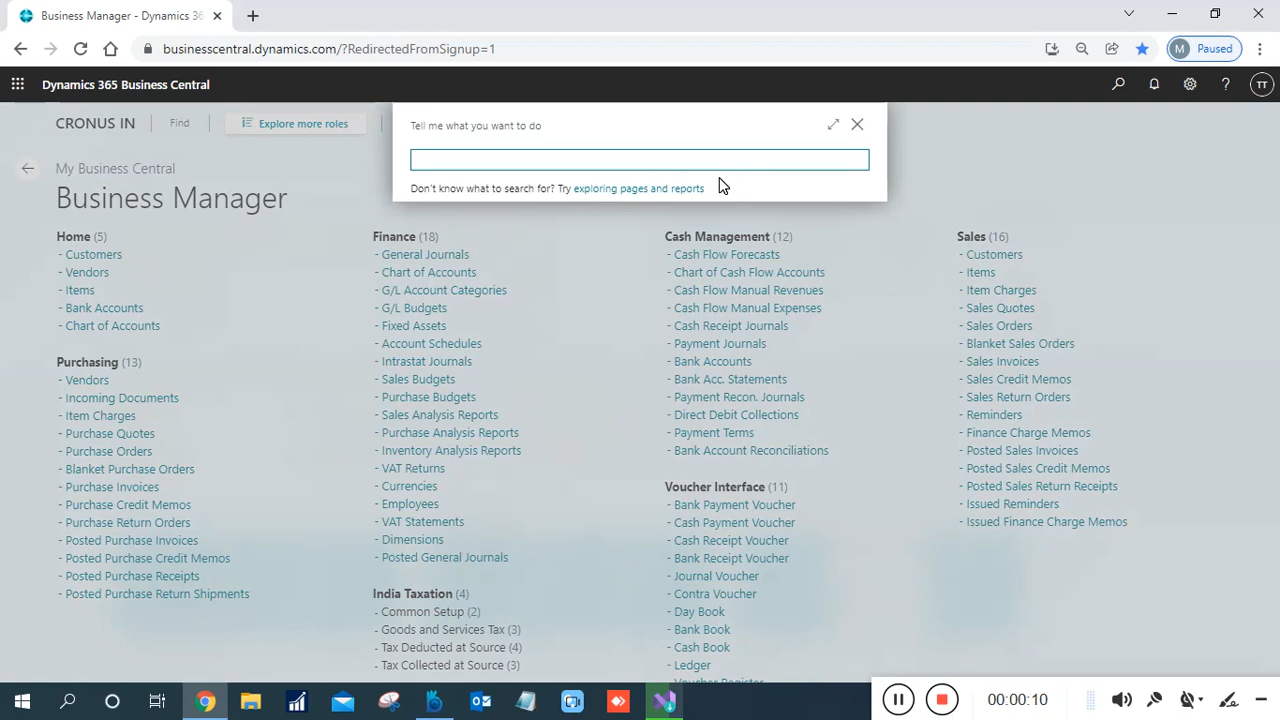 Business Manager - Dynamics 36
businesscentral.dynamics.com/?RedirectedFromSignup=1
M Paused
Dynamics 365 Business Central
? TT
CRONUS IN
Find
Explore more roles
Tell me what you want to do
Don't know what to search for? Try exploring pages and reports
My Business Central
Business Manager
Home (5)
- Customers
- Vendors
- Items
- Bank Accounts
- Chart of Accounts
Purchasing (13)
- Vendors
- Incoming Documents
- Item Charges
- Purchase Quotes
- Purchase Orders
- Blanket Purchase Orders
- Purchase Invoices
- Purchase Credit Memos
- Purchase Return Orders
- Posted Purchase Invoices
- Posted Purchase Credit Memos
- Posted Purchase Receipts
- Posted Purchase Return Shipments
Finance (18)
- General Journals
- Chart of Accounts
- G/L Account Categories
- G/L Budgets
- Fixed Assets
- Account Schedules
- Intrastat Journals
- Sales Budgets
- Purchase Budgets
- Sales Analysis Reports
- Purchase Analysis Reports
- Inventory Analysis Reports
- VAT Returns
- Currencies
- Employees
- VAT Statements
- Dimensions
- Posted General Journals
India Taxation (4)
- Common Setup (2)
- Goods and Services Tax (3)
- Tax Deducted at Source (4)
- Tax Collected at Source (3)
Cash Management (12)
- Cash Flow Forecasts
- Chart of Cash Flow Accounts
- Cash Flow Manual Revenues
- Cash Flow Manual Expenses
- Cash Receipt Journals
- Payment Journals
- Bank Accounts
- Bank Acc. Statements
- Payment Recon. Journals
- Direct Debit Collections
- Payment Terms
- Bank Account Reconciliations
Voucher Interface (11)
- Bank Payment Voucher
- Cash Payment Voucher
- Cash Receipt Voucher
- Bank Receipt Voucher
- Journal Voucher
- Contra Voucher
- Day Book
- Bank Book
- Cash Book
- Ledger
- Voucher Register
Sales (16)
- Customers
- Items
- Item Charges
- Sales Quotes
- Sales Orders
- Blanket Sales Orders
- Sales Invoices
- Sales Credit Memos
- Sales Return Orders
- Reminders
- Finance Charge Memos
- Posted Sales Invoices
- Posted Sales Credit Memos
- Posted Sales Return Receipts
- Issued Reminders
- Issued Finance Charge Memos
00:00:10